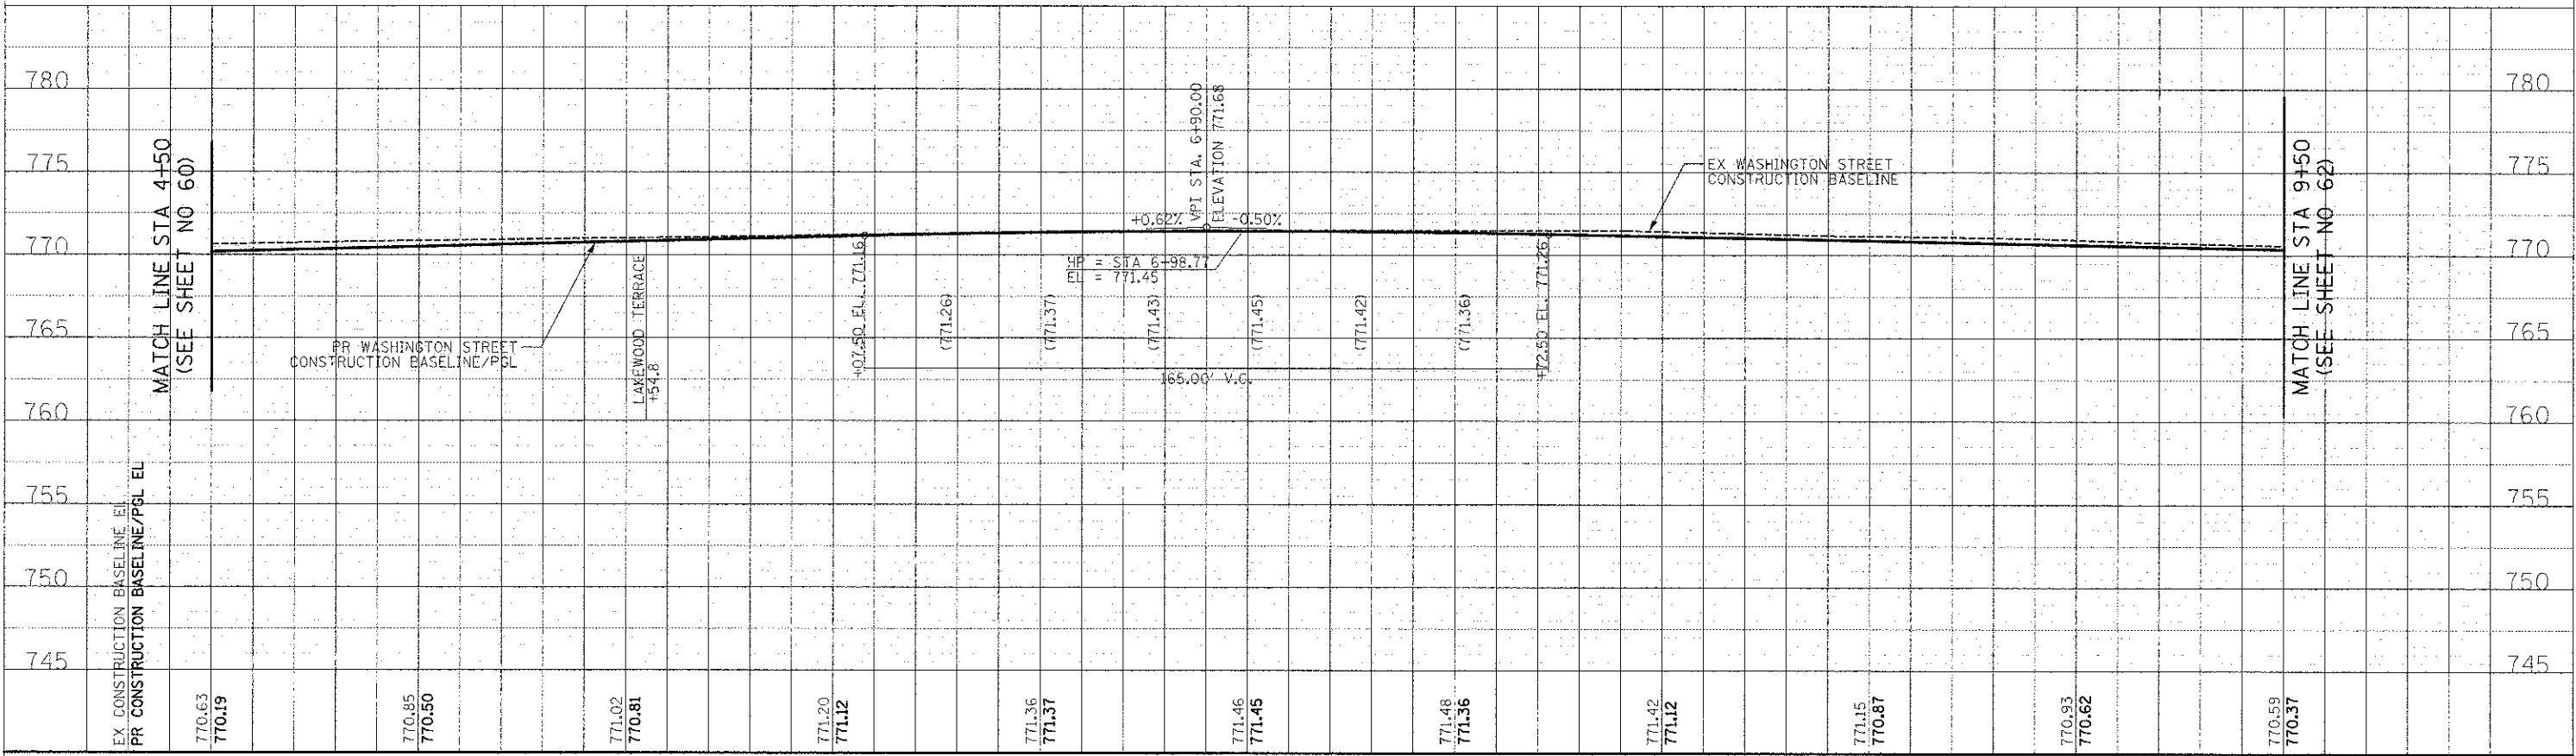 780
780
775
775
770
770
765
765
760
760
755
755
750
750
745
745
MATCH LINE STA 4+50
(SEE SHEET NO 60)
PR WASHINGTON STREET
CONSTRUCTION BASELINE/PGL
LAKEWOOD TERRACE
+54.8
+07.50 EL. 771.16
(771.26)
(771.37)
(771.43)
(771.45)
(771.42)
(771.36)
165.00' V.C.
HP = STA 6+98.77
EL = 771.45
+0.62%
VPI STA. 6+90.00
ELEVATION 771.68
-0.50%
+72.50 EL. 771.26
EX WASHINGTON STREET
CONSTRUCTION BASELINE
MATCH LINE STA 9+50
(SEE SHEET NO 62)
EX CONSTRUCTION BASELINE EL
PR CONSTRUCTION BASELINE/PGL EL
770.63
770.19
770.85
770.50
771.02
770.81
771.20
771.12
771.36
771.37
771.46
771.45
771.48
771.36
771.42
771.12
771.15
770.87
770.93
770.62
770.59
770.37